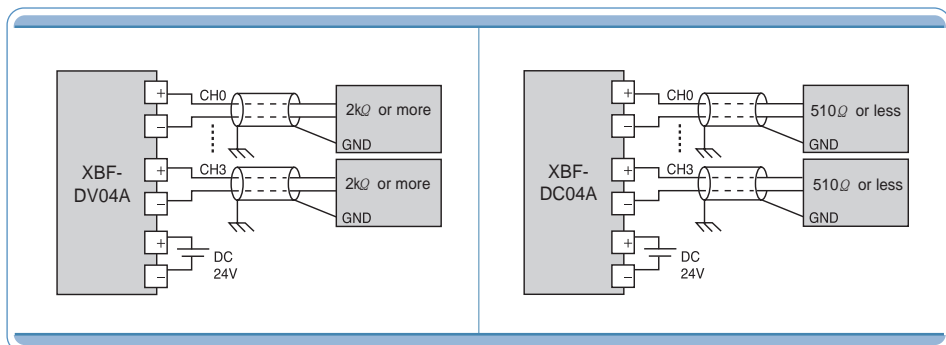 +
CH0
2kΩ or more
−
GND
XBF-
DV04A
+
CH3
2kΩ or more
−
GND
+
DC
24V
−
+
CH0
510Ω or less
−
GND
XBF-
DC04A
+
CH3
510Ω or less
−
GND
+
DC
24V
−